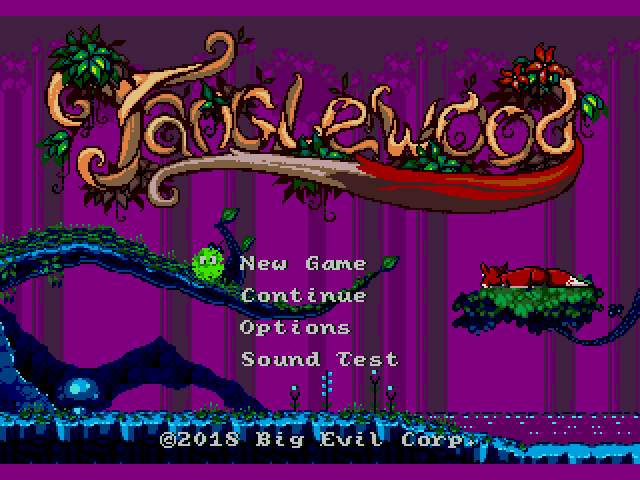 Tanglewood
New Game
Continue
Options
Sound Test
©2018 Big Evil Corp.